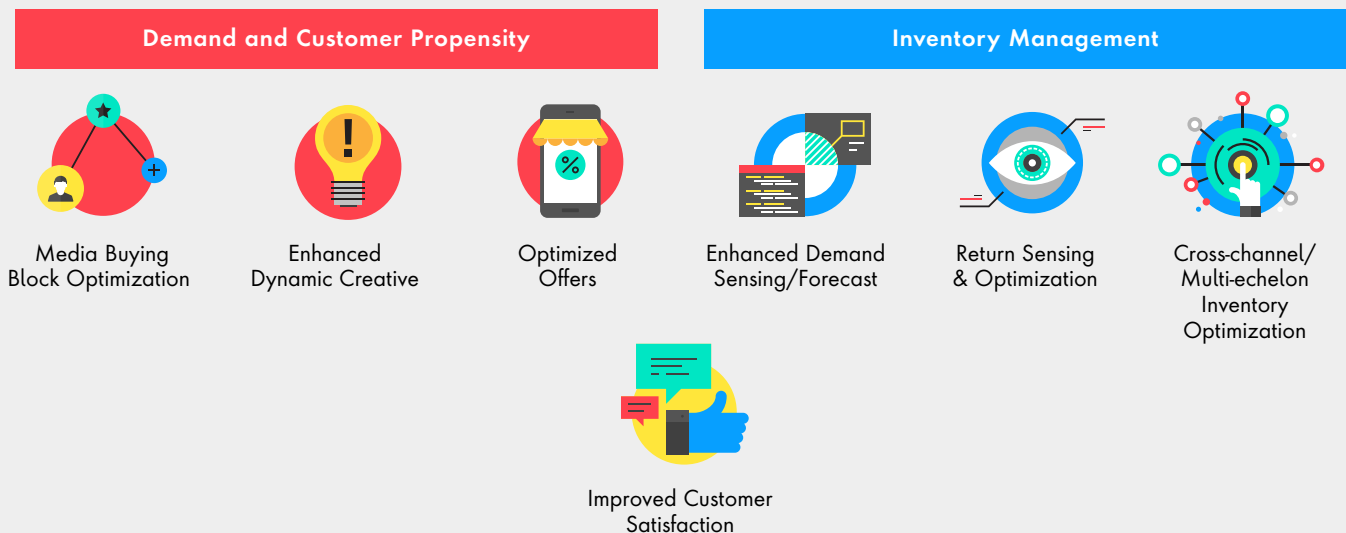 Demand and Customer Propensity
Inventory Management
Media Buying
Block Optimization
Enhanced
Dynamic Creative
Optimized
Offers
Enhanced Demand
Sensing/Forecast
Return Sensing
& Optimization
Cross-channel/
Multi-echelon
Inventory
Optimization
Improved Customer
Satisfaction